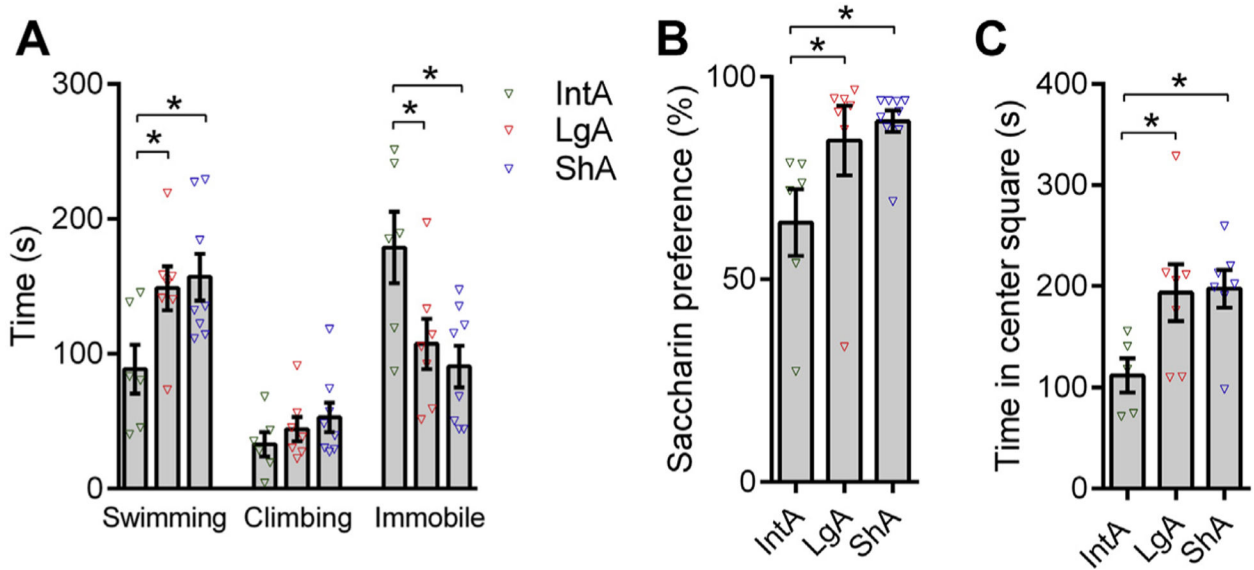 A
Time (s)
300
200
100
0
*
*
*
*
IntA
LgA
ShA
Swimming Climbing Immobile
B
Saccharin preference (%)
100
50
0
*
*
IntA LgA ShA
C
Time in center square (s)
400
300
200
100
0
*
*
IntA LgA ShA